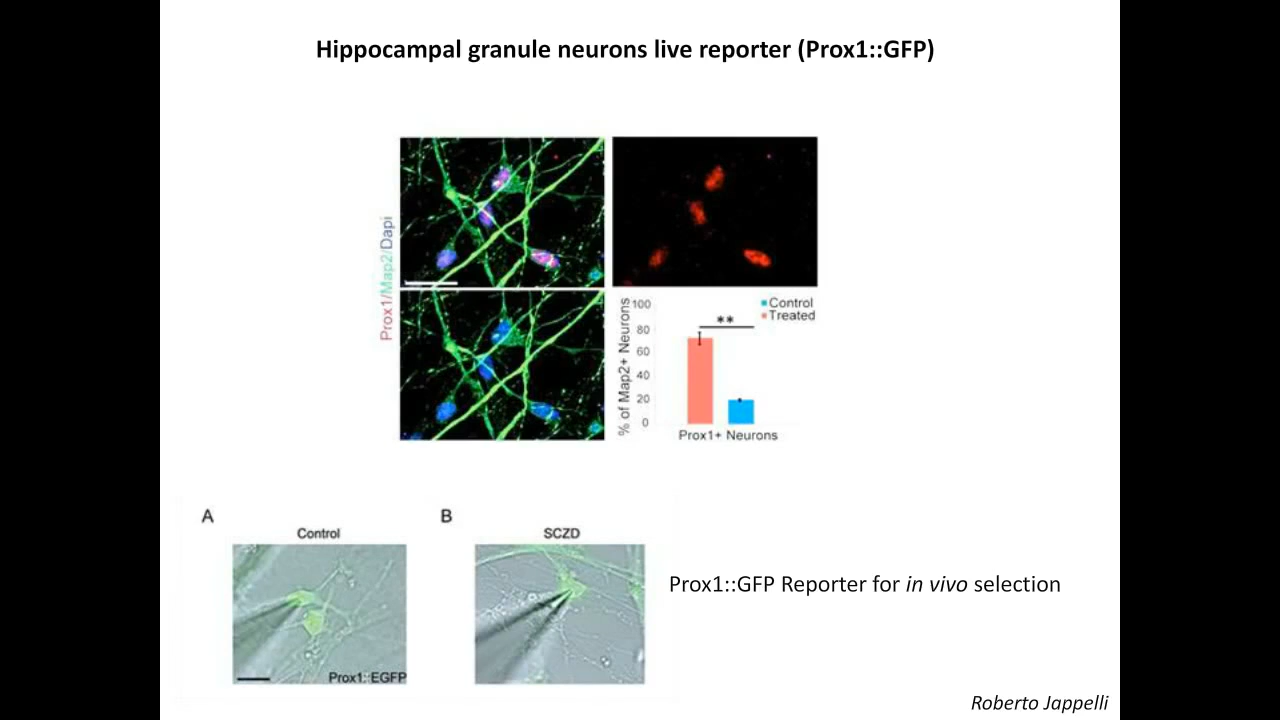 Hippocampal granule neurons live reporter (Prox1::GFP)
Prox1/Map2/Dapi
% of Map2+ Neurons
100
80
60
40
20
0
Control
Treated
**
Prox1+ Neurons
A
Control
B
SCZD
Prox1::EGFP
Prox1::GFP Reporter for in vivo selection
Roberto Jappelli